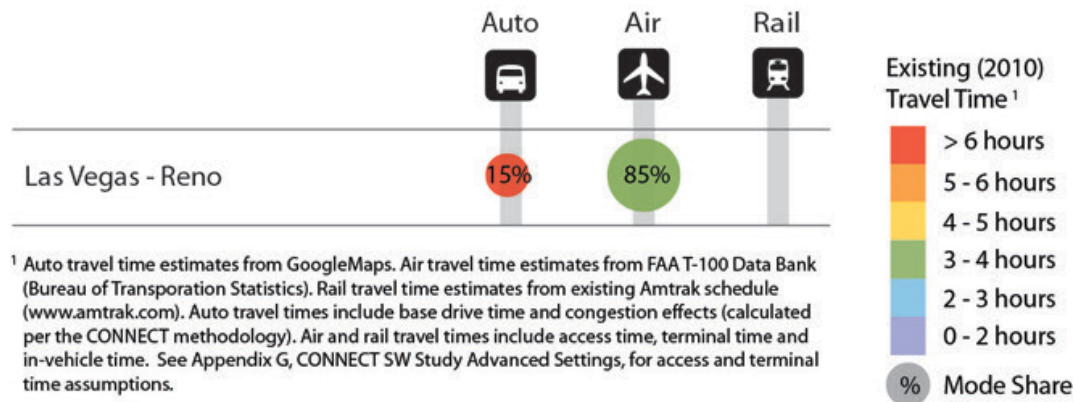 Auto Air Rail
Las Vegas - Reno 15% 85%
Existing (2010)
Travel Time 1
> 6 hours
5 - 6 hours
4 - 5 hours
3 - 4 hours
2 - 3 hours
0 - 2 hours
% Mode Share
1 Auto travel time estimates from GoogleMaps. Air travel time estimates from FAA T-100 Data Bank
(Bureau of Transporation Statistics). Rail travel time estimates from existing Amtrak schedule
(www.amtrak.com). Auto travel times include base drive time and congestion effects (calculated
per the CONNECT methodology). Air and rail travel times include access time, terminal time and
in-vehicle time. See Appendix G, CONNECT SW Study Advanced Settings, for access and terminal
time assumptions.